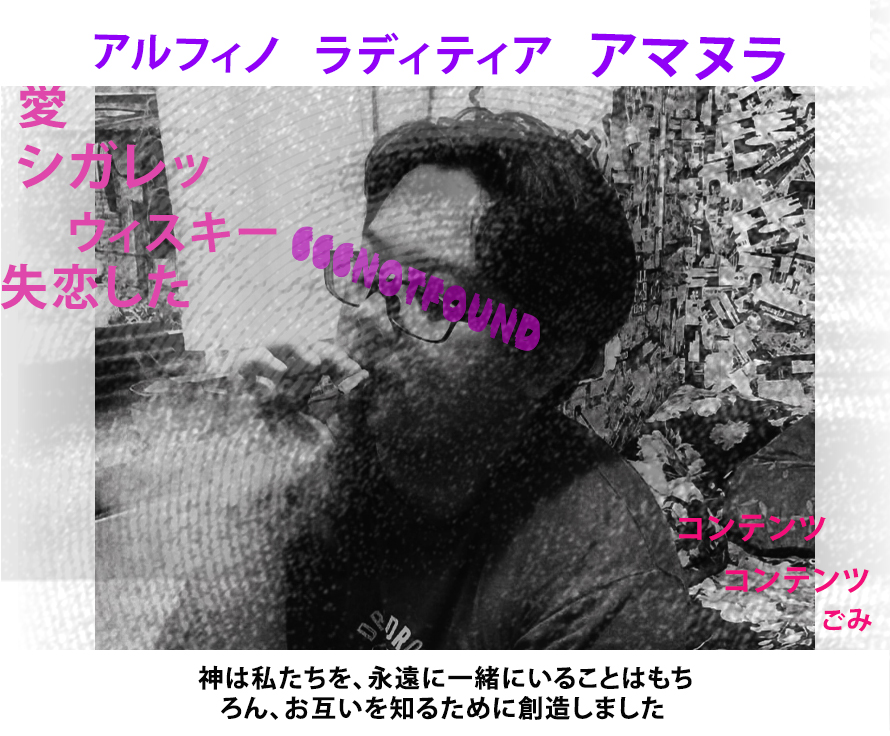 アルフィノ ラディティア アマヌラ
愛
シガレッ
ウィスキー
失恋した
SEENOTFOUND
コンテンツ
コンテンツ
ごみ
神は私たちを、永遠に一緒にいることはもち
ろん、お互いを知るために創造しました